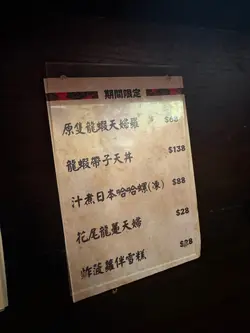 期間限定
原隻龍蝦天婦羅 $68
龍蝦帶子天丼 $138
汁煮日本哈哈螺(凍) $88
花尾龍躉天婦 $28
炸菠蘿伴雪糕